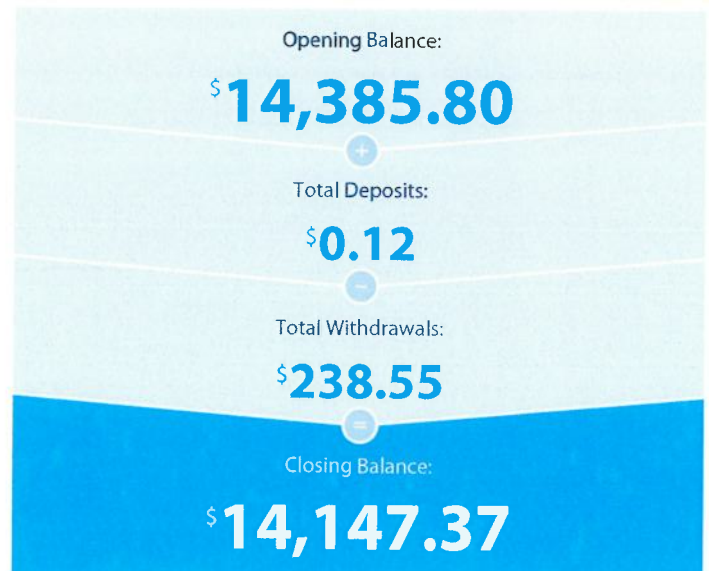 Opening Balance:
$14,385.80
+
Total Deposits:
$0.12
−
Total Withdrawals:
$238.55
=
Closing Balance:
$14,147.37